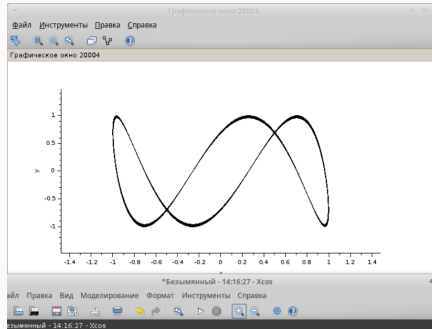 Графическое окно 20004
Файл Инструменты Правка Справка
Графическое окно 20004
1
0.5
0
-0.5
-1
y
-1.4 -1.2 -1 -0.8 -0.6 -0.4 -0.2 0 0.2 0.4 0.6 0.8 1 1.2 1.4
*Безымянный - 14:16:27 - Xcos
айл Правка Вид Моделирование Формат Инструменты Справка
езымянный - 14:16:27 - Xcos